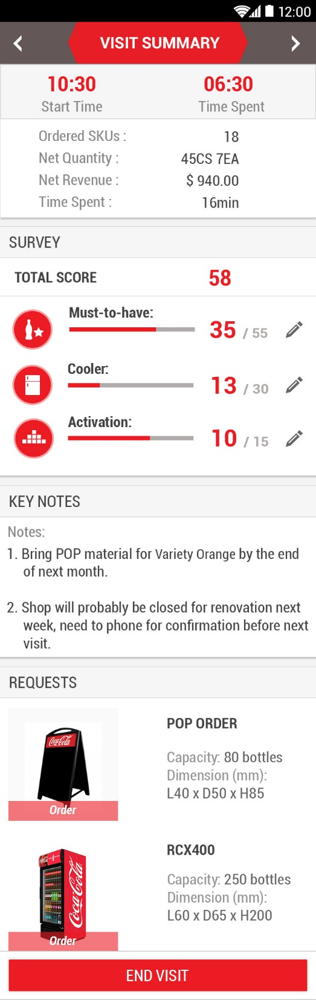 12:00
VISIT SUMMARY
10:30
06:30
Start Time
Time Spent
Ordered SKUs : 18
Net Quantity : 45CS 7EA
Net Revenue : $ 940.00
Time Spent : 16min
SURVEY
TOTAL SCORE 58
Must-to-have:
35 / 55
Cooler:
13 / 30
Activation:
10 / 15
KEY NOTES
Notes:
1. Bring POP material for Variety Orange by the end
of next month.
2. Shop will probably be closed for renovation next
week, need to phone for confirmation before next
visit.
REQUESTS
Coca-Cola
Order
POP ORDER
Capacity: 80 bottles
Dimension (mm):
L40 x D50 x H85
Coca-Cola
Order
RCX400
Capacity: 250 bottles
Dimension (mm):
L60 x D65 x H200
END VISIT